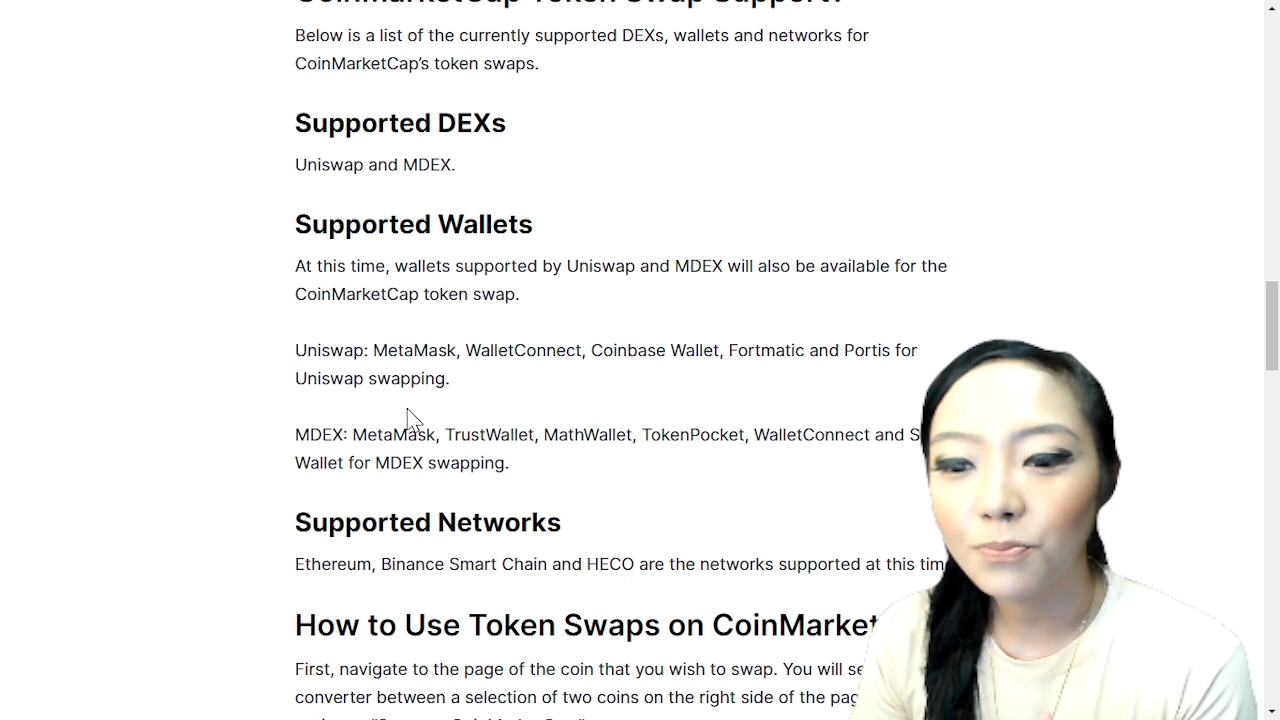 CoinMarketCap Token Swap Support?
Below is a list of the currently supported DEXs, wallets and networks for
CoinMarketCap’s token swaps.
Supported DEXs
Uniswap and MDEX.
Supported Wallets
At this time, wallets supported by Uniswap and MDEX will also be available for the
CoinMarketCap token swap.
Uniswap: MetaMask, WalletConnect, Coinbase Wallet, Fortmatic and Portis for
Uniswap swapping.
MDEX: MetaMask, TrustWallet, MathWallet, TokenPocket, WalletConnect and
Wallet for MDEX swapping.
Supported Networks
Ethereum, Binance Smart Chain and HECO are the networks supported at this
How to Use Token Swaps on
First, navigate to the page of the coin that you wish to swap. You will
converter between a selection of two coins on the right side of the